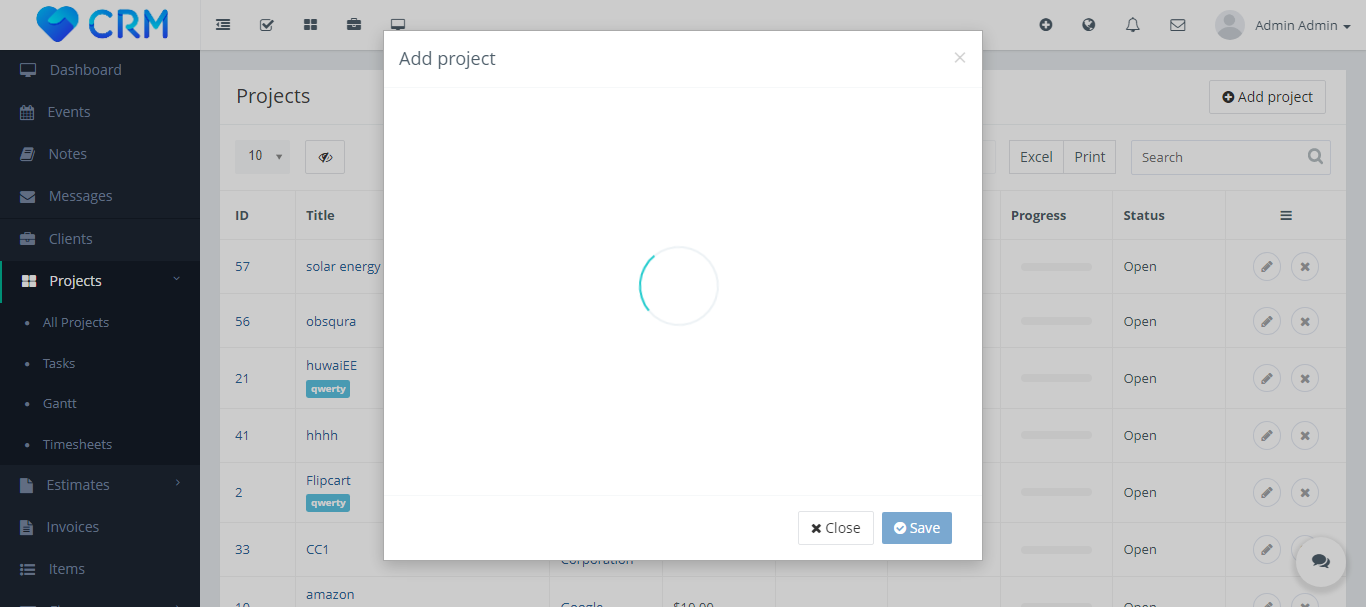 CRM
Admin Admin
Dashboard
Events
Notes
Messages
Clients
Projects
All Projects
Tasks
Gantt
Timesheets
Estimates
Invoices
Items
Add project
Close
Save
Projects
Add project
10
Excel
Print
Search
ID
Title
Progress
Status
57
solar energy
Open
56
obsqura
Open
21
huwaiEE
qwerty
Open
41
hhhh
Open
2
Flipcart
qwerty
Open
33
CC1
Corporation
Open
10
amazon
Google
$10.00
Open